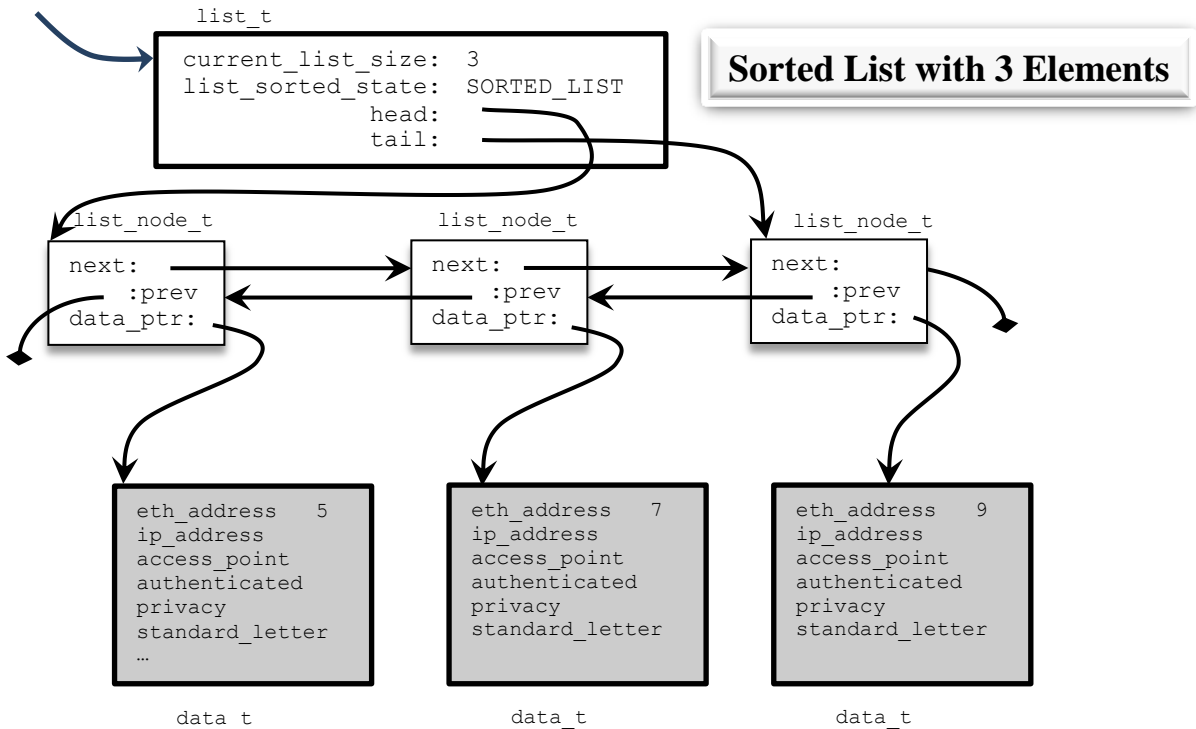 list_t
Sorted List with 3 Elements
current_list_size: 3
list_sorted_state: SORTED_LIST
head:
tail:
list_node_t
list_node_t
list_node_t
next:
:prev
data_ptr:
next:
:prev
data_ptr:
next:
:prev
data_ptr:
eth_address 5
ip_address
access_point
authenticated
privacy
standard_letter
…
eth_address 7
ip_address
access_point
authenticated
privacy
standard_letter
eth_address 9
ip_address
access_point
authenticated
privacy
standard_letter
data t
data_t
data_t